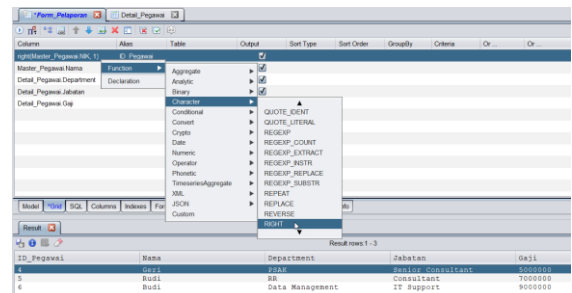 *Form_Pelaporan Detail_Pegawai
Column Alias Table Output Sort Type Sort Order GroupBy Criteria Or ... Or ...
right(Master_Pegawai.NIK, 1) ID_Pegawai
Master_Pegawai.Nama Function
Detail_Pegawai.Department Declaration
Detail_Pegawai.Jabatan
Detail_Pegawai.Gaji
Aggregate
Analytic
Binary
Character
Conditional
Convert
Crypto
Date
Numeric
Operator
Phonetic
TimeseriesAggregate
XML
JSON
Custom
QUOTE_IDENT
QUOTE_LITERAL
REGEXP
REGEXP_COUNT
REGEXP_EXTRACT
REGEXP_INSTR
REGEXP_REPLACE
REGEXP_SUBSTR
REPEAT
REPLACE
REVERSE
RIGHT
Model *Grid SQL Columns Indexes For
Result
Result rows 1 - 3
ID_Pegawai Nama Department Jabatan Gaji
4 Geri PSAK Senior Consultant 5000000
5 Rudi RR Consultant 7000000
6 Budi Data Management IT Support 9000000